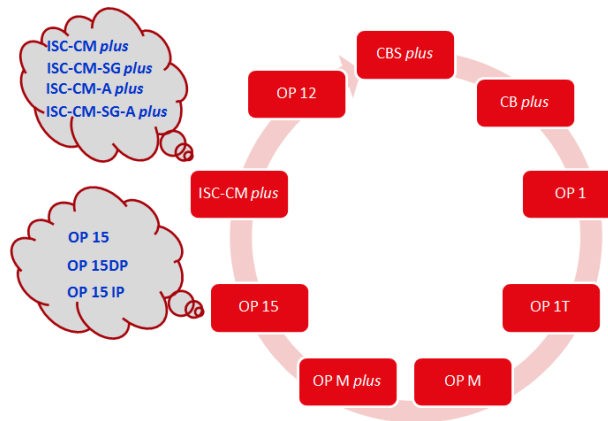 ISC-CM plus
ISC-CM-SG plus
ISC-CM-A plus
ISC-CM-SG-A plus
OP 15
OP 15DP
OP 15 IP
CBS plus
CB plus
OP 1
OP 1T
OP M
OP M plus
OP 15
ISC-CM plus
OP 12